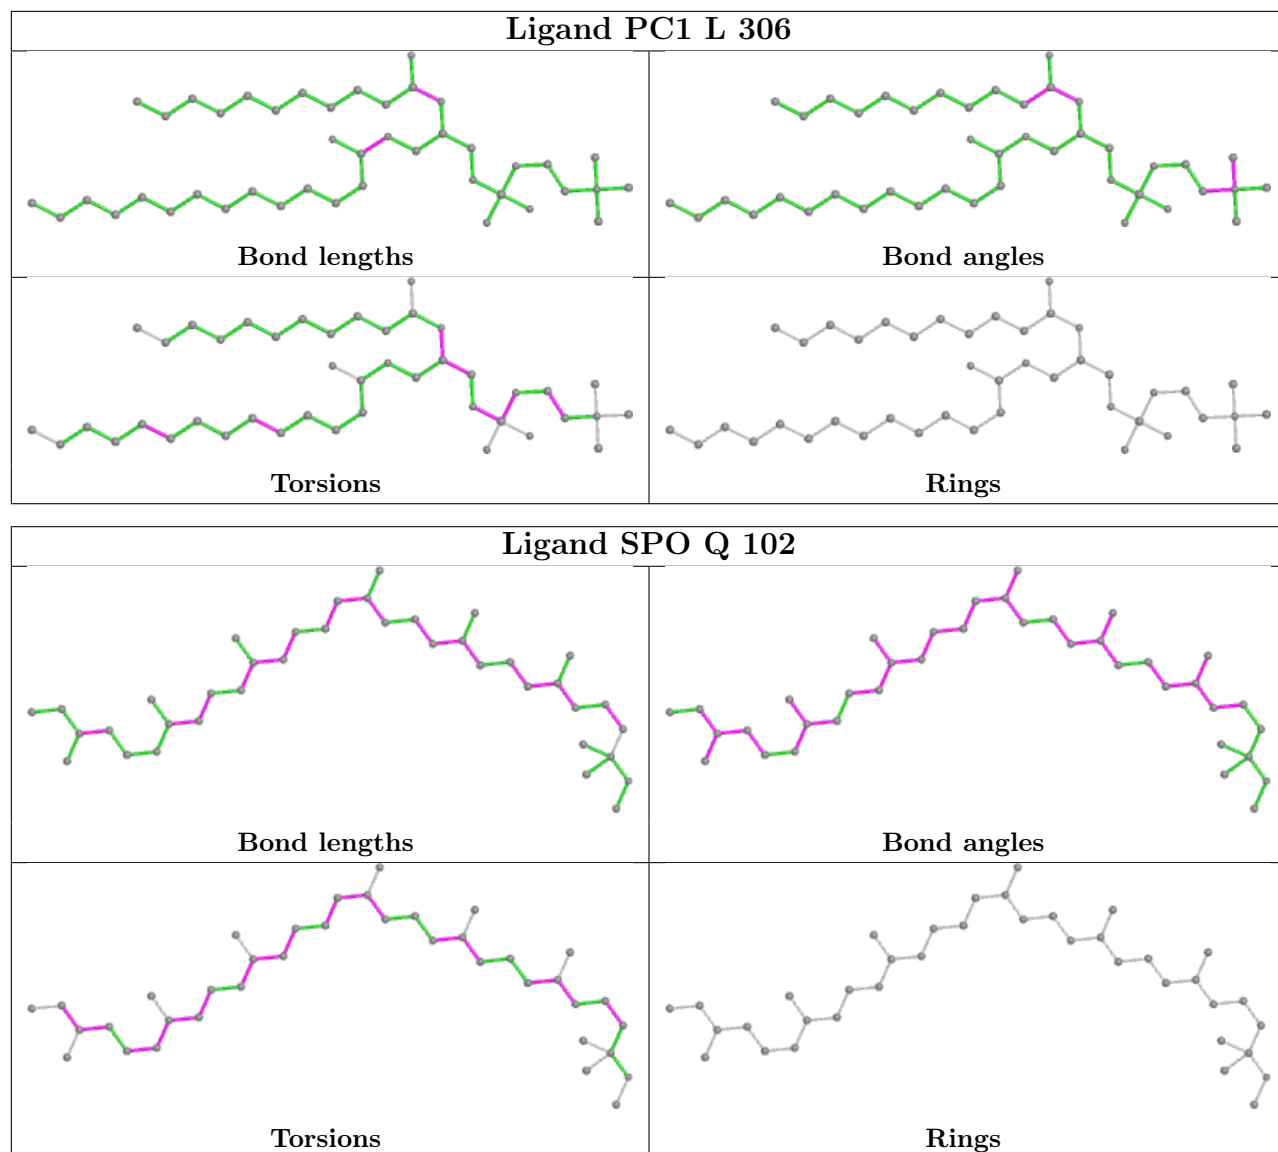 Ligand PC1 L 306
Bond lengths
Bond angles
Torsions
Rings
Ligand SPO Q 102
Bond lengths
Bond angles
Torsions
Rings